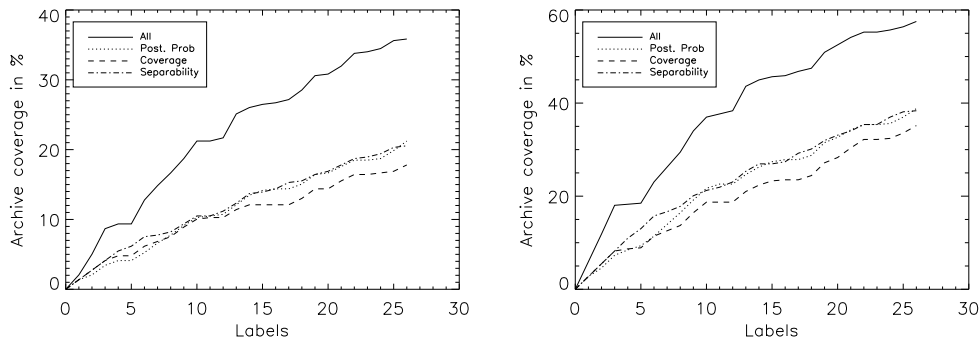 40
30
20
10
0
Archive coverage in %
All
Post. Prob
Coverage
Separability
0 5 10 15 20 25 30
Labels
60
40
20
0
Archive coverage in %
All
Post. Prob
Coverage
Separability
0 5 10 15 20 25 30
Labels